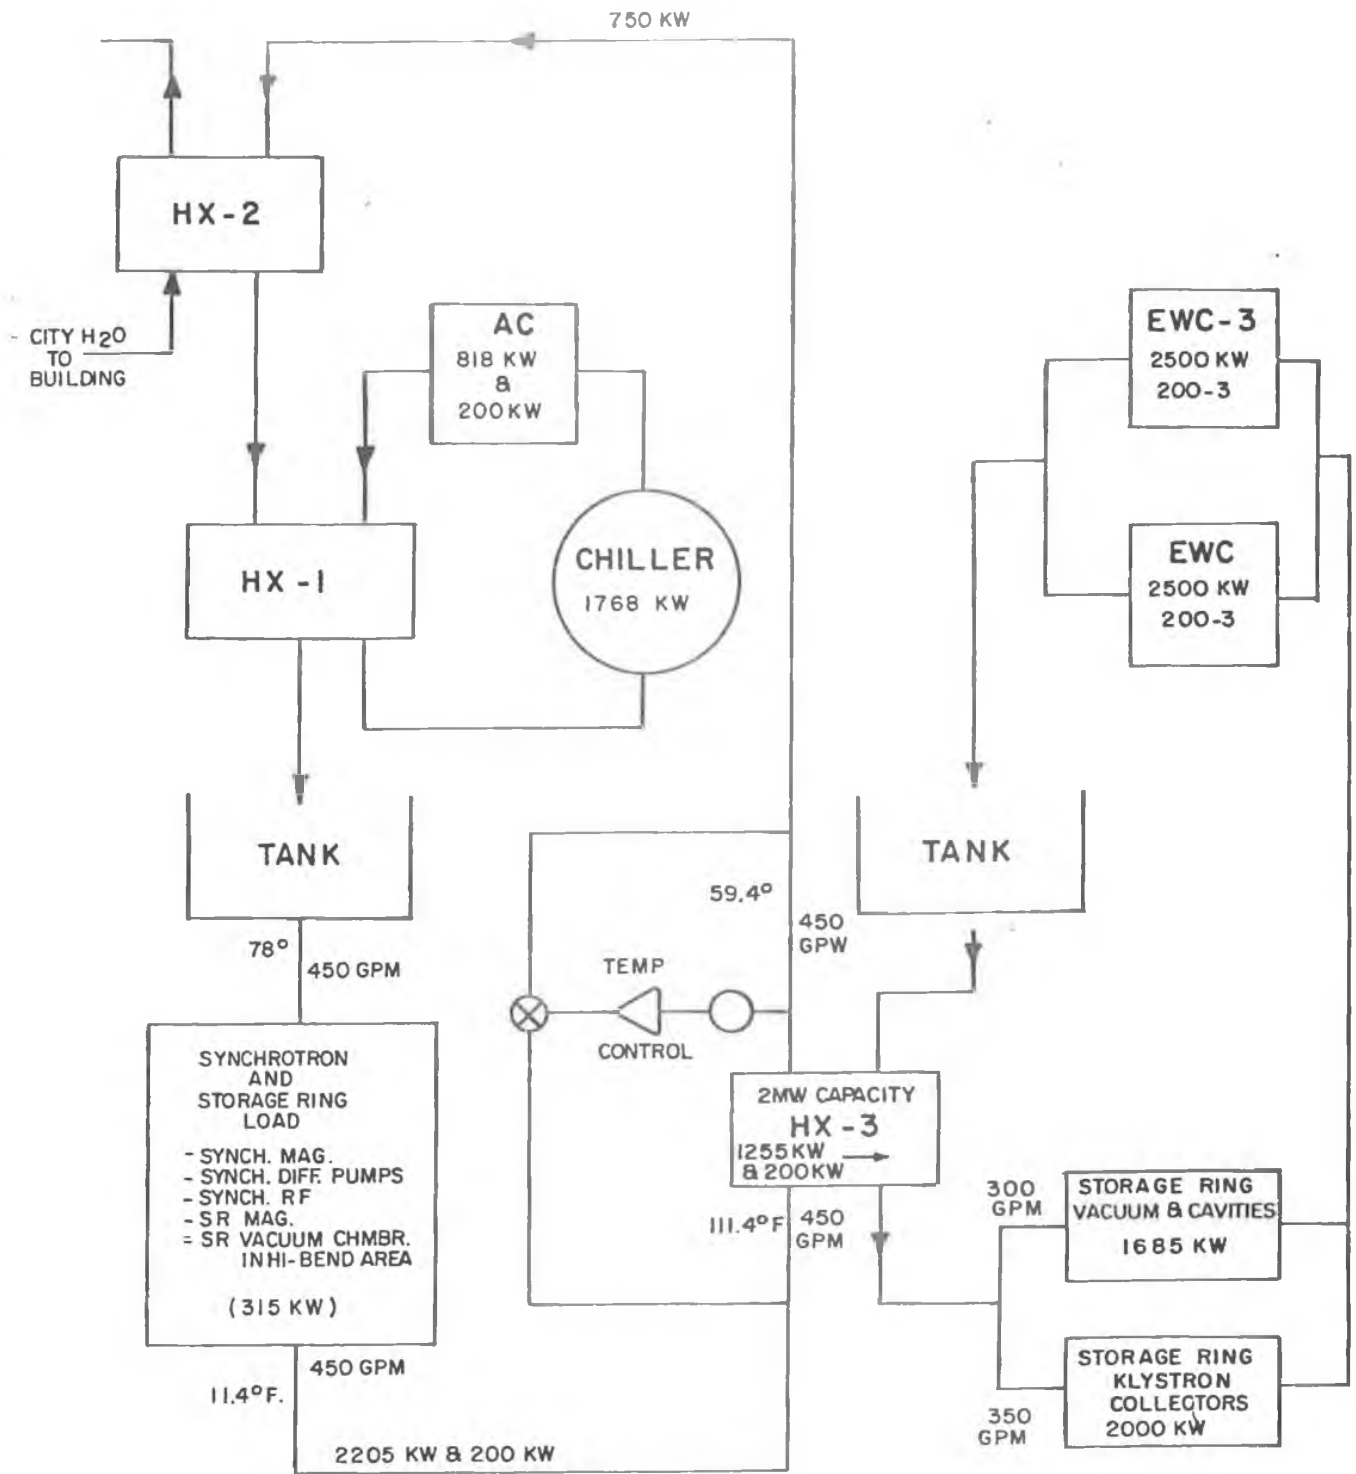 750 KW
HX-2
CITY H2O
TO
BUILDING
AC
818 KW
&
200 KW
EWC-3
2500 KW
200-3
CHILLER
1768 KW
HX-1
EWC
2500 KW
200-3
TANK
TANK
59.4°
450
GPW
78°
450 GPM
TEMP
CONTROL
SYNCHROTRON
AND
STORAGE RING
LOAD
- SYNCH. MAG.
- SYNCH. DIFF. PUMPS
- SYNCH. RF
- SR MAG.
= SR VACUUM CHMBR.
IN HI-BEND AREA
(315 KW)
2MW CAPACITY
HX-3
1255KW
& 200KW
111.4°F
450
GPM
300
GPM
STORAGE RING
VACUUM & CAVITIES
1685 KW
350
GPM
STORAGE RING
KLYSTRON
COLLECTORS
2000 KW
450 GPM
11.4°F.
2205 KW & 200 KW